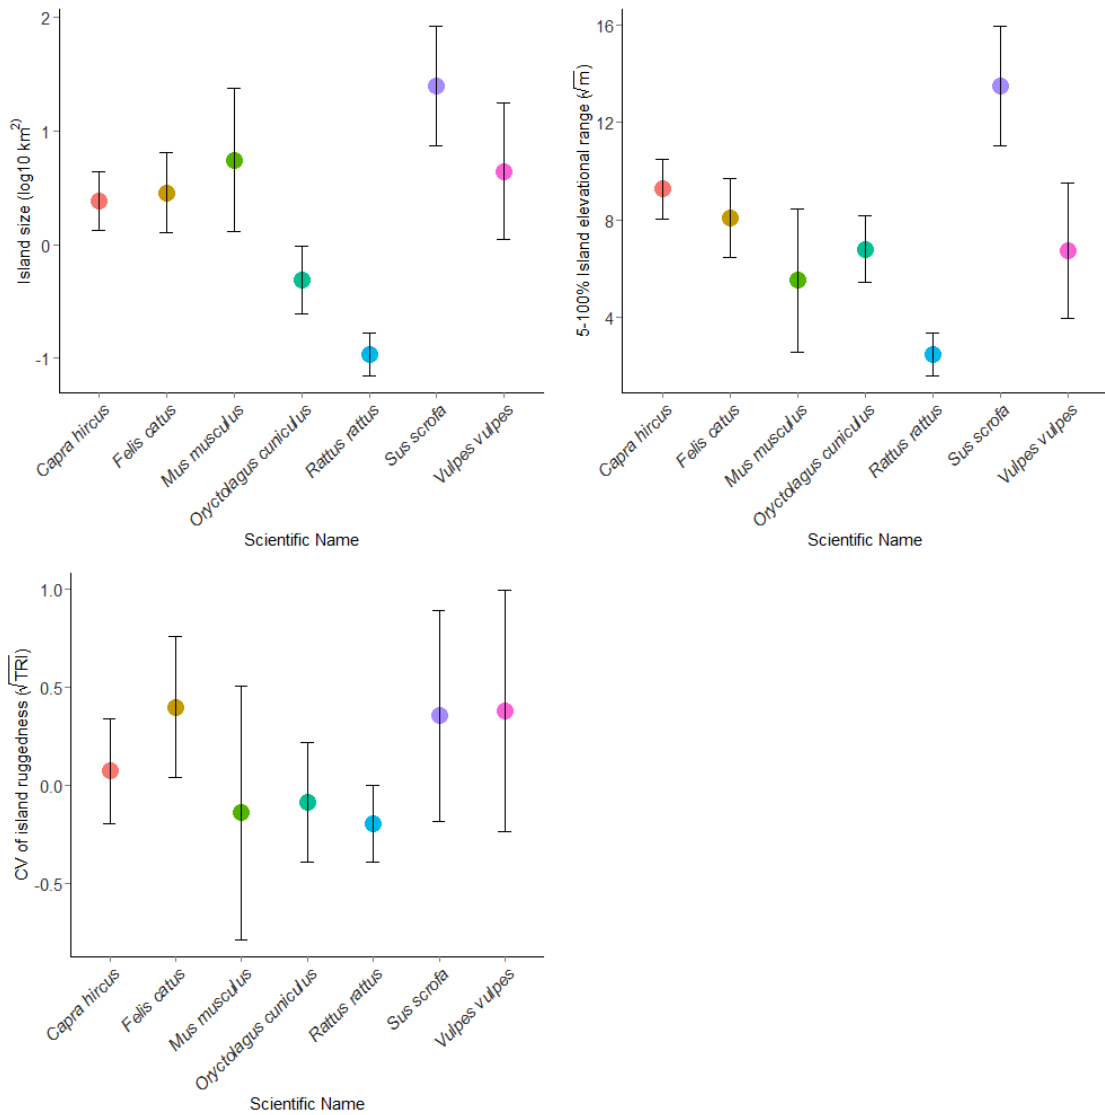 2
1
0
-1
Island size (log10 km²)
Capra hircus
Felis catus
Mus musculus
Oryctolagus cuniculus
Rattus rattus
Sus scrofa
Vulpes vulpes
Scientific Name
16
12
8
4
5-100% Island elevational range (√m)
Capra hircus
Felis catus
Mus musculus
Oryctolagus cuniculus
Rattus rattus
Sus scrofa
Vulpes vulpes
Scientific Name
1.0
0.5
0.0
-0.5
CV of island ruggedness (√TRI)
Capra hircus
Felis catus
Mus musculus
Oryctolagus cuniculus
Rattus rattus
Sus scrofa
Vulpes vulpes
Scientific Name